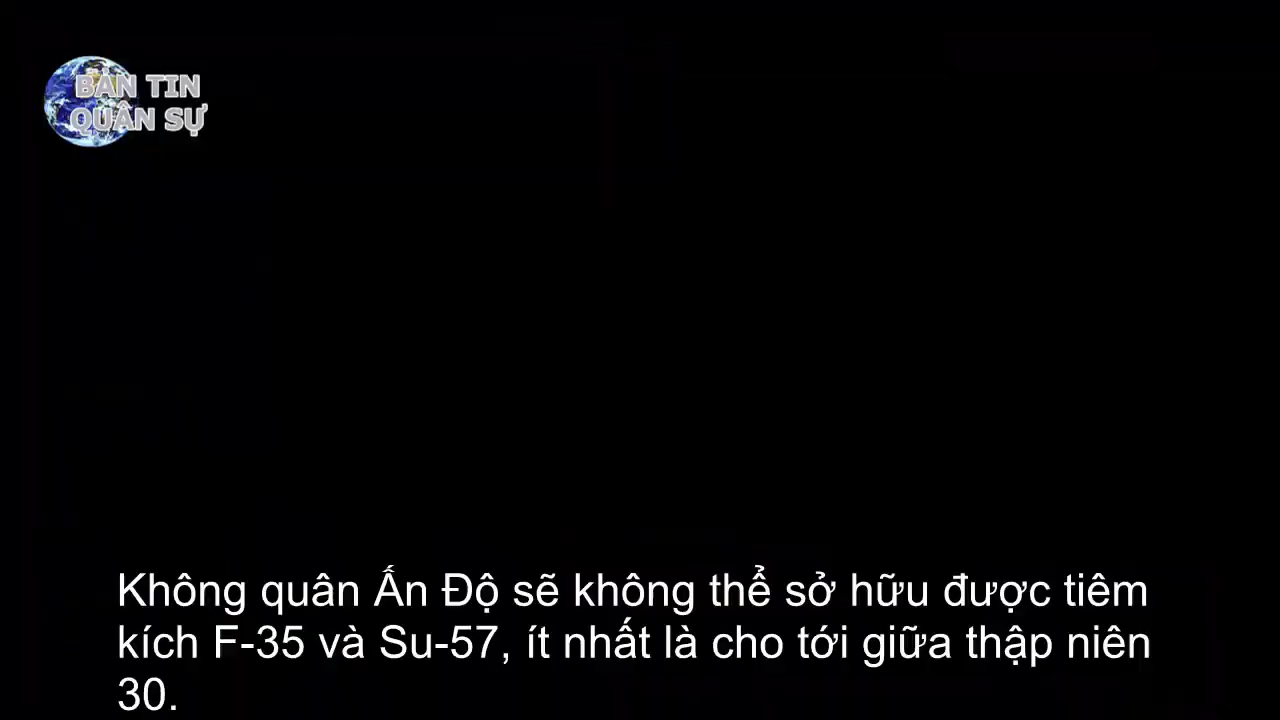 BẢN TIN
QUÂN SỰ
Không quân Ấn Độ sẽ không thể sở hữu được tiêm
kích F-35 và Su-57, ít nhất là cho tới giữa thập niên
30.